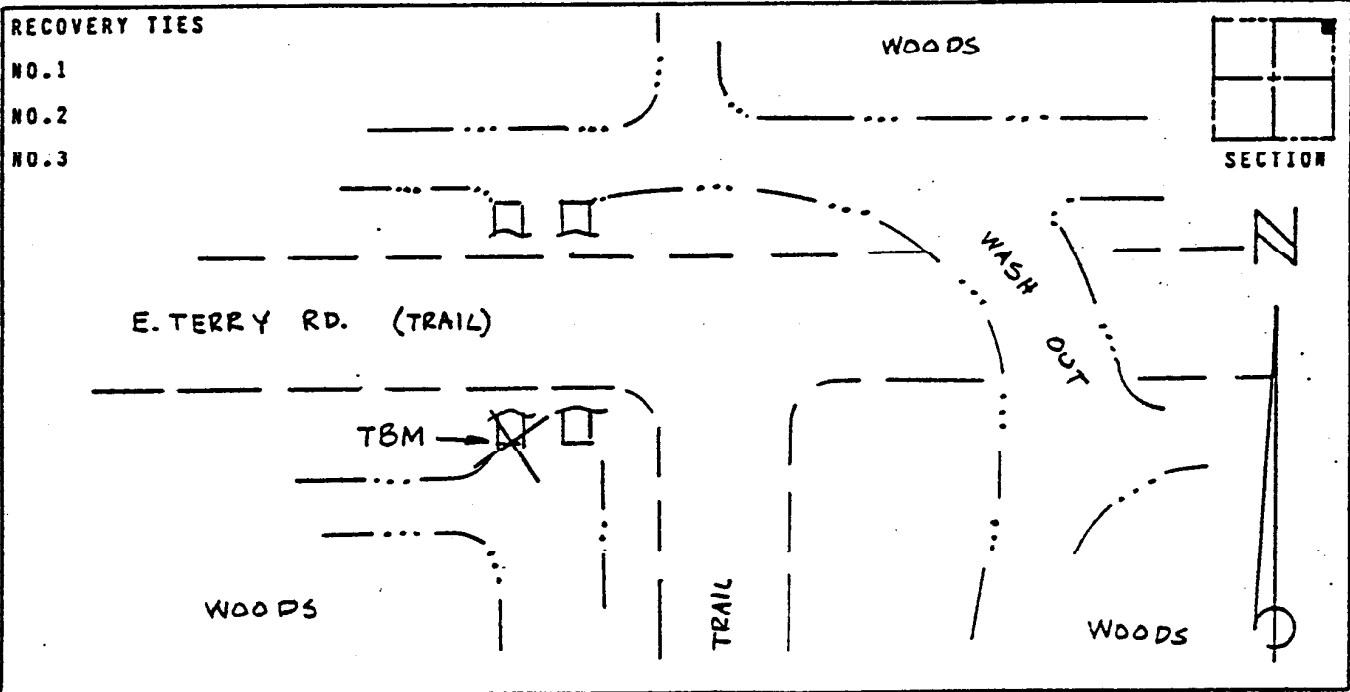 RECOVERY TIES
NO.1
NO.2
NO.3
WOODS
SECTION
N
WASH
OUT
E. TERRY RD. (TRAIL)
TBM
WOODS
TRAIL
WOODS